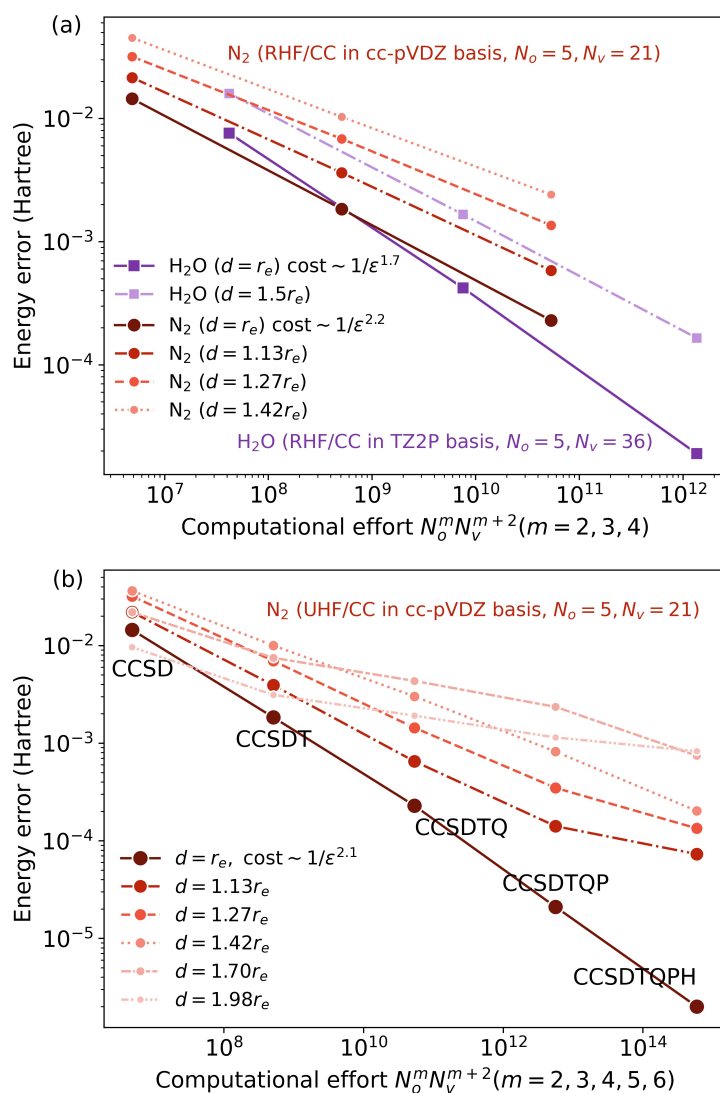 (a)
N₂ (RHF/CC in cc-pVDZ basis, Nₒ = 5, Nᵥ = 21)
10⁻²
10⁻³
10⁻⁴
Energy error (Hartree)
H₂O (d = rₑ) cost ~ 1/ε¹·⁷
H₂O (d = 1.5rₑ)
N₂ (d = rₑ) cost ~ 1/ε²·²
N₂ (d = 1.13rₑ)
N₂ (d = 1.27rₑ)
N₂ (d = 1.42rₑ)
H₂O (RHF/CC in TZ2P basis, Nₒ = 5, Nᵥ = 36)
10⁷ 10⁸ 10⁹ 10¹⁰ 10¹¹ 10¹²
Computational effort NₒᵐNᵥᵐ⁺²(m = 2, 3, 4)
(b)
N₂ (UHF/CC in cc-pVDZ basis, Nₒ = 5, Nᵥ = 21)
10⁻²
10⁻³
10⁻⁴
10⁻⁵
Energy error (Hartree)
CCSD
CCSDT
CCSDTQ
CCSDTQP
CCSDTQPH
d = rₑ, cost ~ 1/ε²·¹
d = 1.13rₑ
d = 1.27rₑ
d = 1.42rₑ
d = 1.70rₑ
d = 1.98rₑ
10⁸ 10¹⁰ 10¹² 10¹⁴
Computational effort NₒᵐNᵥᵐ⁺²(m = 2, 3, 4, 5, 6)